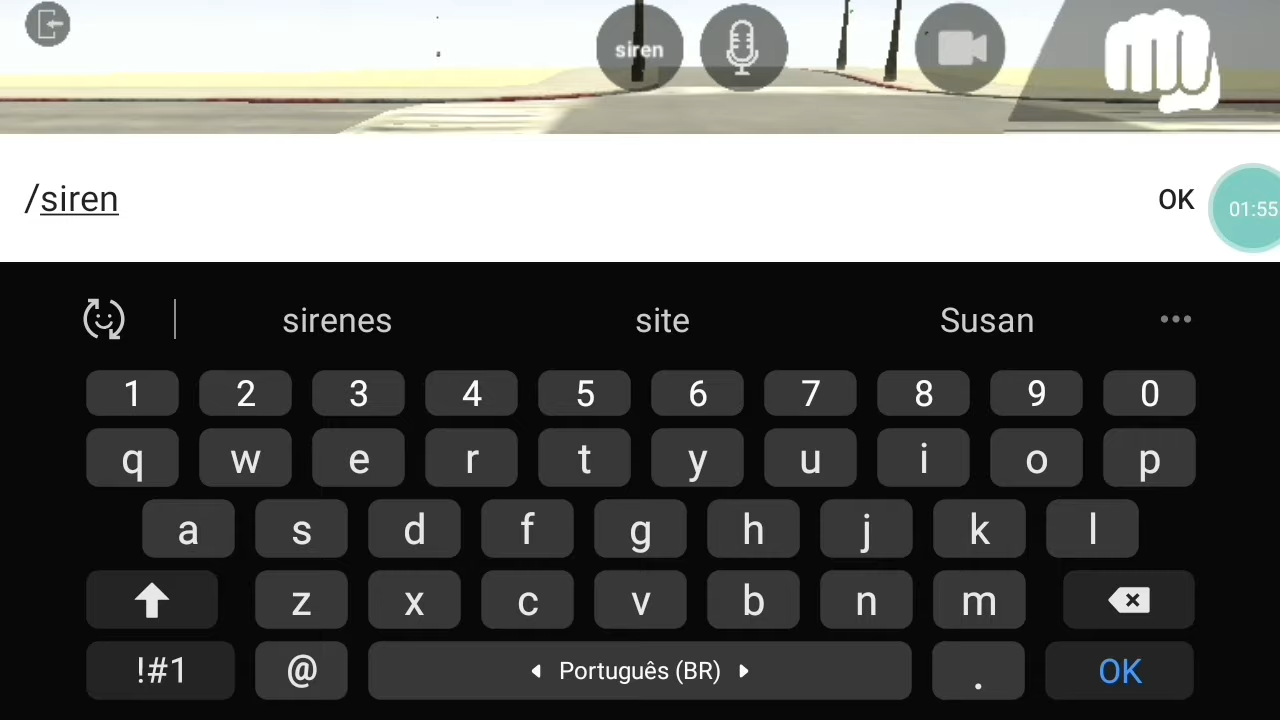 siren
/siren
OK
01:55
sirenes site Susan
1 2 3 4 5 6 7 8 9 0
q w e r t y u i o p
a s d f g h j k l
z x c v b n m
!#1 @ Português (BR) . OK